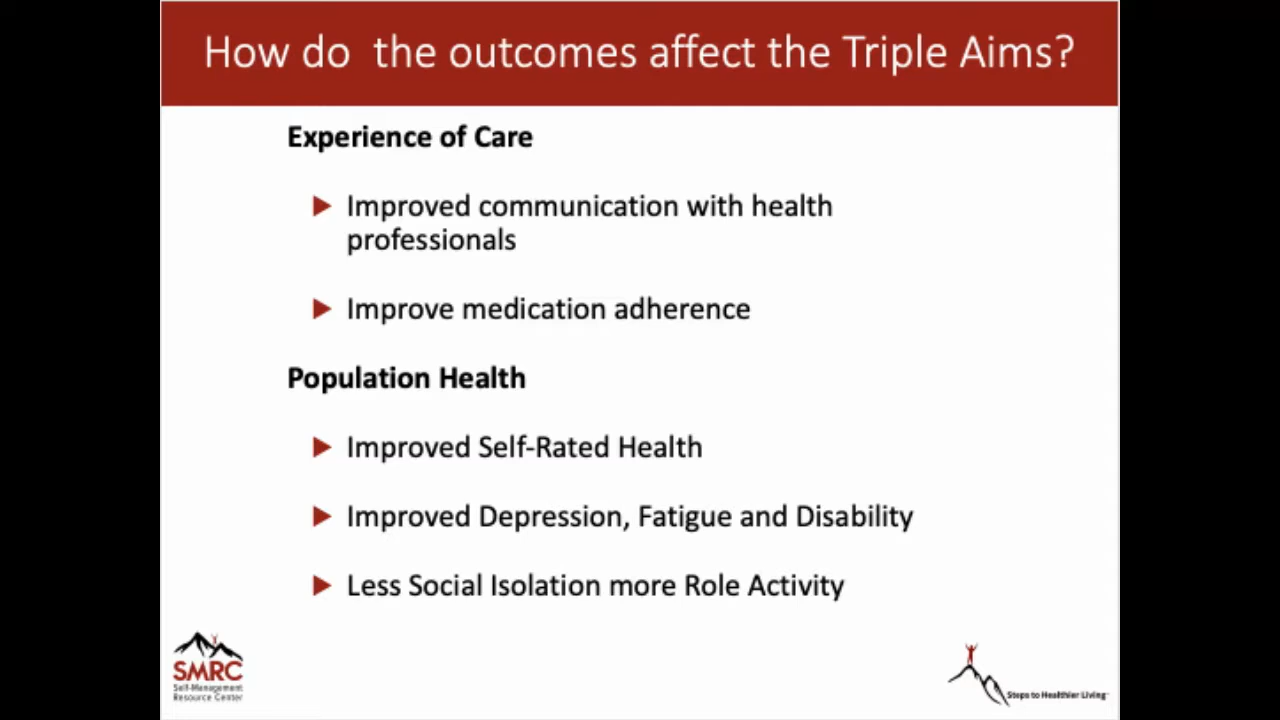 How do the outcomes affect the Triple Aims?
Experience of Care
Improved communication with health
professionals
Improve medication adherence
Population Health
Improved Self-Rated Health
Improved Depression, Fatigue and Disability
Less Social Isolation more Role Activity
SMRC
Self-Management
Resource Center
Steps to Healthier Living